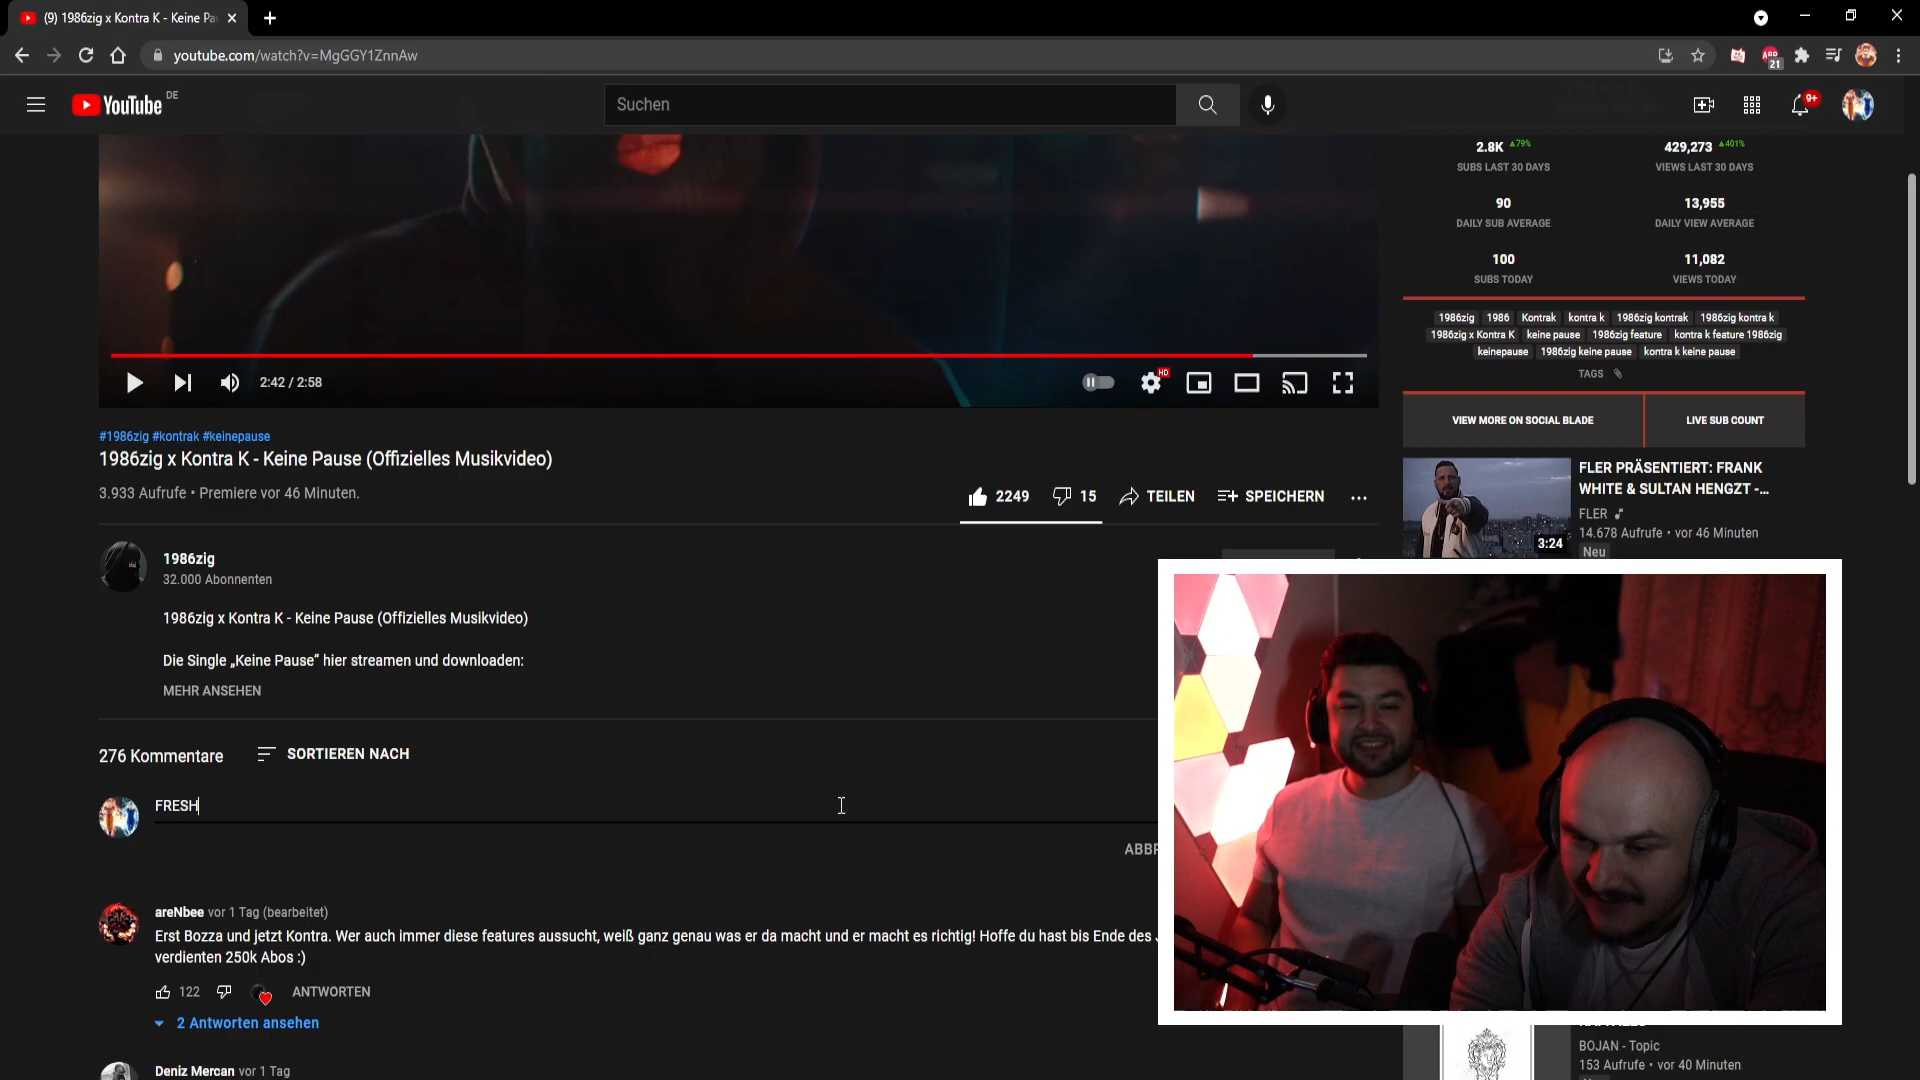 (9) 1986zig x Kontra K - Keine Pa
youtube.com/watch?v=MgGGY1ZnnAw
21
YouTube DE
Suchen
9+
2.8K ▲79%
429,273 ▲401%
SUBS LAST 30 DAYS
VIEWS LAST 30 DAYS
90
13,955
DAILY SUB AVERAGE
DAILY VIEW AVERAGE
100
11,082
SUBS TODAY
VIEWS TODAY
1986zig 1986 Kontrak kontra k 1986zig kontrak 1986zig kontra k
1986zig x Kontra K keine pause 1986zig feature kontra k feature 1986zig
keinepause 1986zig keine pause kontra k keine pause
TAGS
VIEW MORE ON SOCIAL BLADE
LIVE SUB COUNT
2:42 / 2:58
HD
#1986zig #kontrak #keinepause
1986zig x Kontra K - Keine Pause (Offizielles Musikvideo)
3.933 Aufrufe • Premiere vor 46 Minuten.
2249
15
TEILEN
SPEICHERN
FLER PRÄSENTIERT: FRANK
WHITE & SULTAN HENGZT -...
FLER
14.678 Aufrufe • vor 46 Minuten
Neu
3:24
1986zig
32.000 Abonnenten
1986zig x Kontra K - Keine Pause (Offizielles Musikvideo)
Die Single „Keine Pause“ hier streamen und downloaden:
MEHR ANSEHEN
276 Kommentare
SORTIEREN NACH
FRESH
ABBR
areNbee vor 1 Tag (bearbeitet)
Erst Bozza und jetzt Kontra. Wer auch immer diese features aussucht, weiß ganz genau was er da macht und er macht es richtig! Hoffe du hast bis Ende des
verdienten 250k Abos :)
122
ANTWORTEN
2 Antworten ansehen
Deniz Mercan vor 1 Tag
BOJAN - Topic
153 Aufrufe • vor 40 Minuten